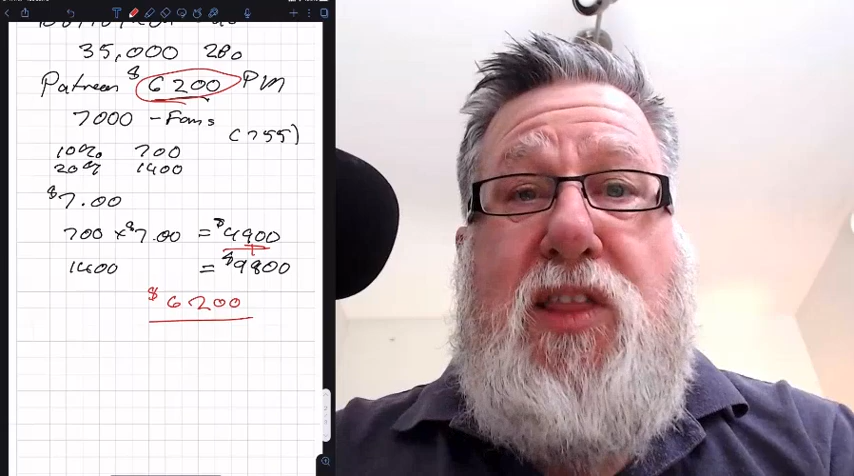 35,000 280
Patreon $6200 PM
7000 - Fans
(755)
10% 700
20% 1400
$7.00
700 x $7.00 = $4900
1400 = $9800
$6200